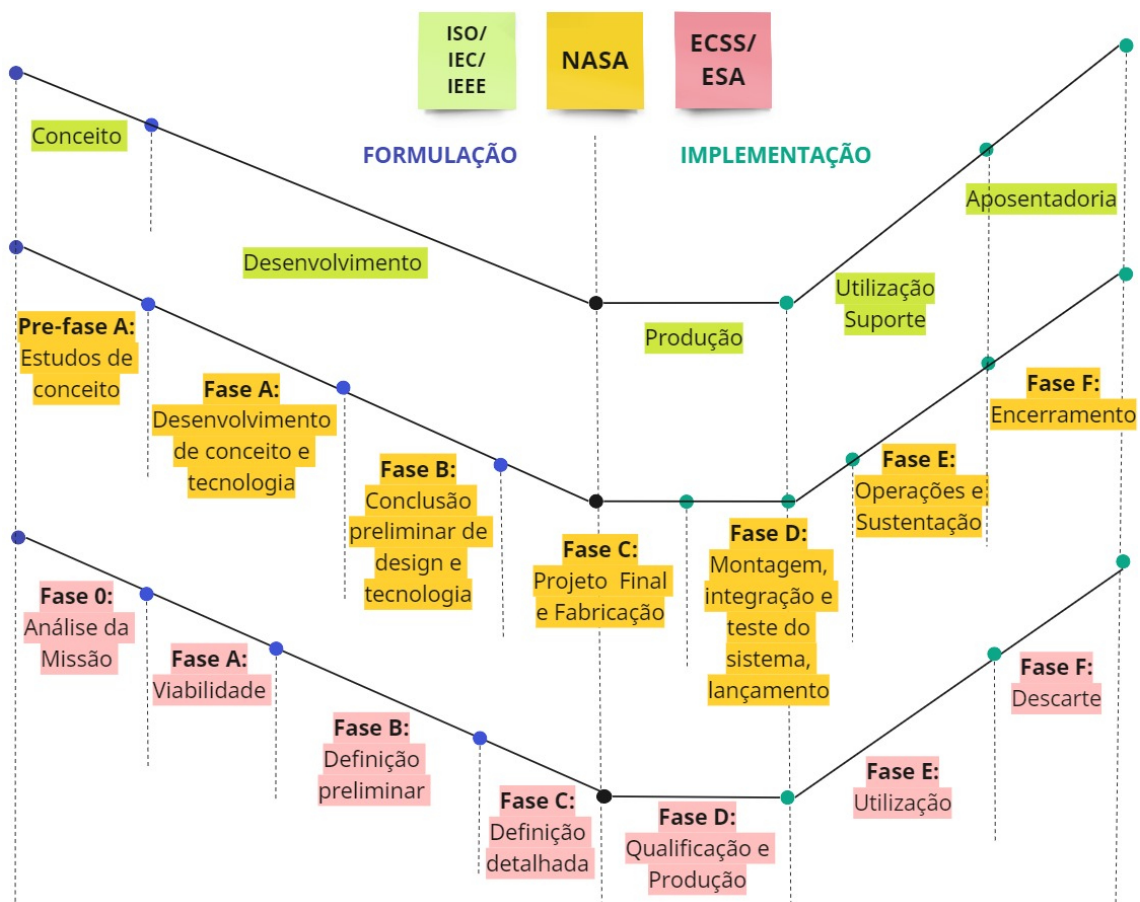 ISO/
IEC/
IEEE
NASA
ECSS/
ESA
FORMULAÇÃO
IMPLEMENTAÇÃO
Conceito
Desenvolvimento
Produção
Utilização
Suporte
Aposentadoria
Pre-fase A:
Estudos de
conceito
Fase A:
Desenvolvimento
de conceito e
tecnologia
Fase B:
Conclusão
preliminar de
design e
tecnologia
Fase C:
Projeto Final
e Fabricação
Fase D:
Montagem,
integração e
teste do
sistema,
lançamento
Fase E:
Operações e
Sustentação
Fase F:
Encerramento
Fase 0:
Análise da
Missão
Fase A:
Viabilidade
Fase B:
Definição
preliminar
Fase C:
Definição
detalhada
Fase D:
Qualificação e
Produção
Fase E:
Utilização
Fase F:
Descarte